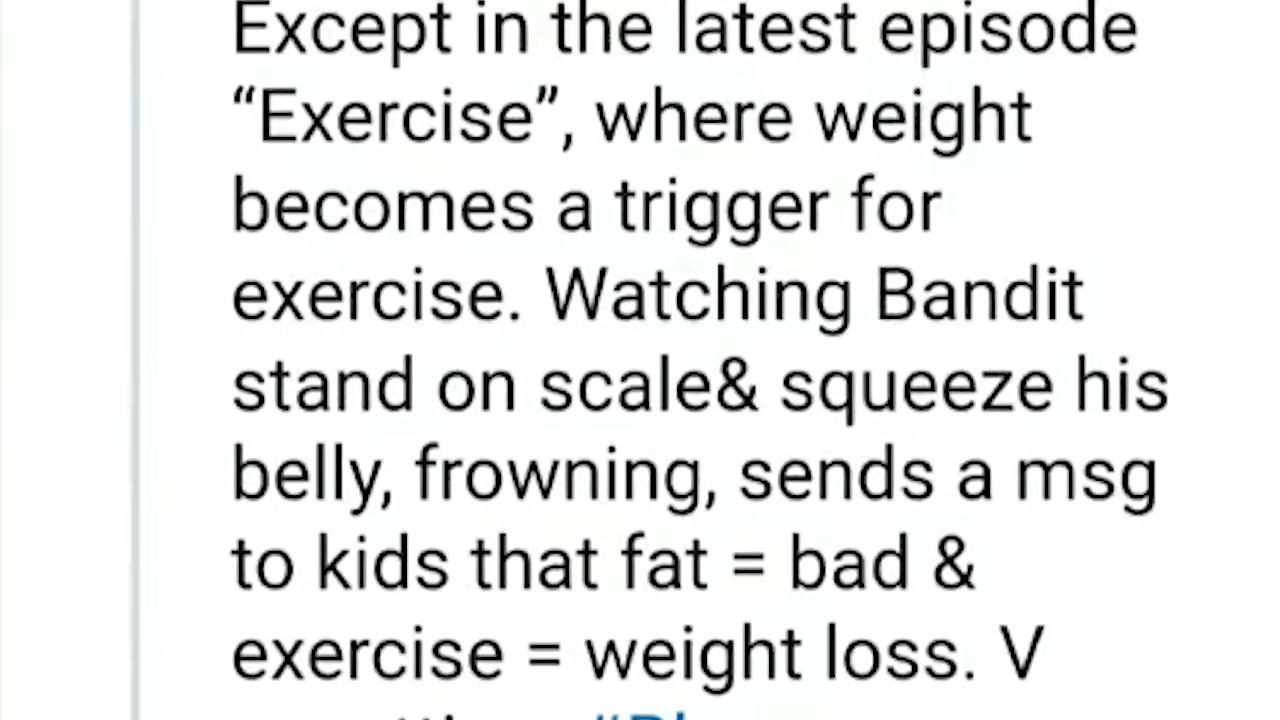 Except in the latest episode
“Exercise”, where weight
becomes a trigger for
exercise. Watching Bandit
stand on scale& squeeze his
belly, frowning, sends a msg
to kids that fat = bad &
exercise = weight loss. V